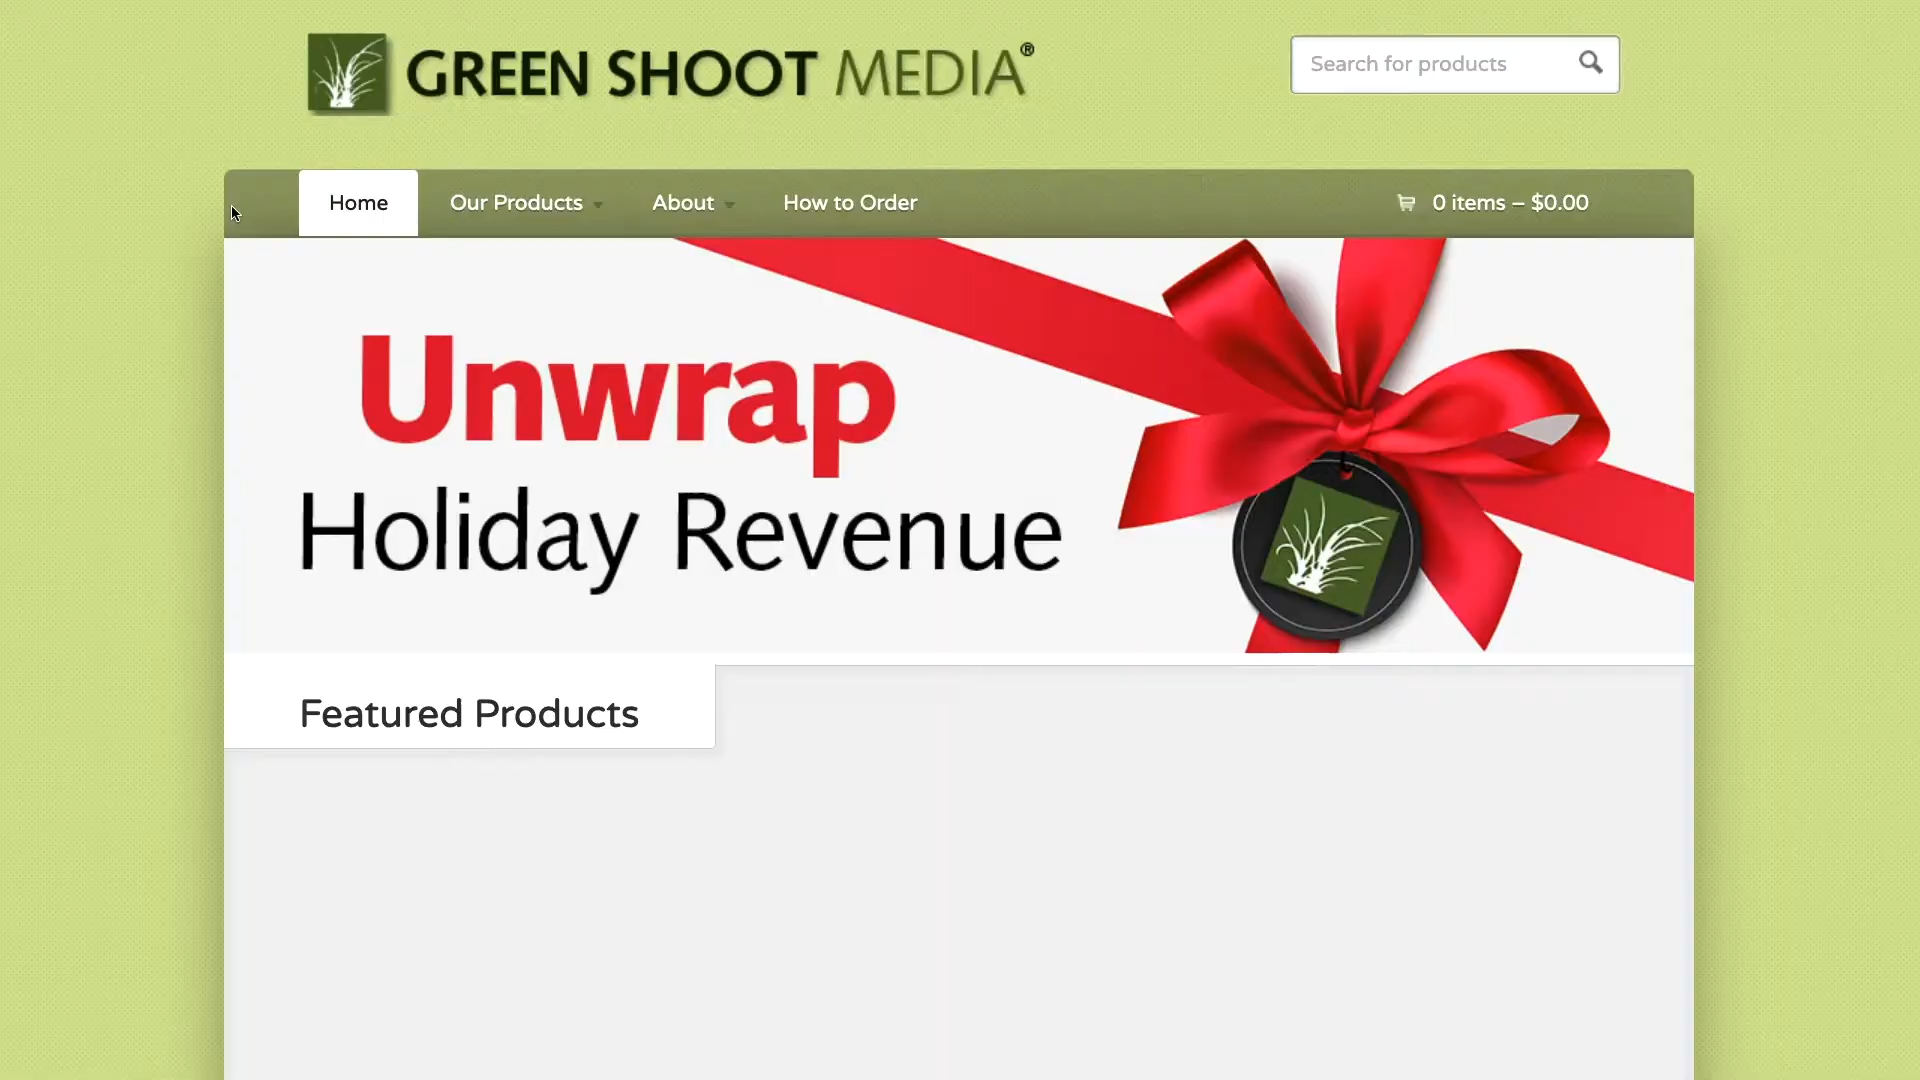 GREEN SHOOT MEDIA®
Search for products
Home
Our Products
About
How to Order
0 items – $0.00
Unwrap
Holiday Revenue
Featured Products